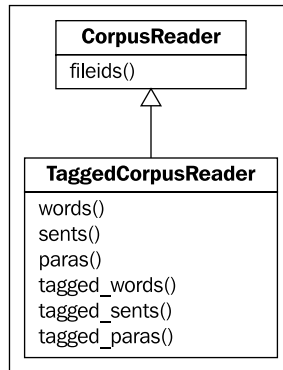 CorpusReader
fileids()
TaggedCorpusReader
words()
sents()
paras()
tagged_words()
tagged_sents()
tagged_paras()